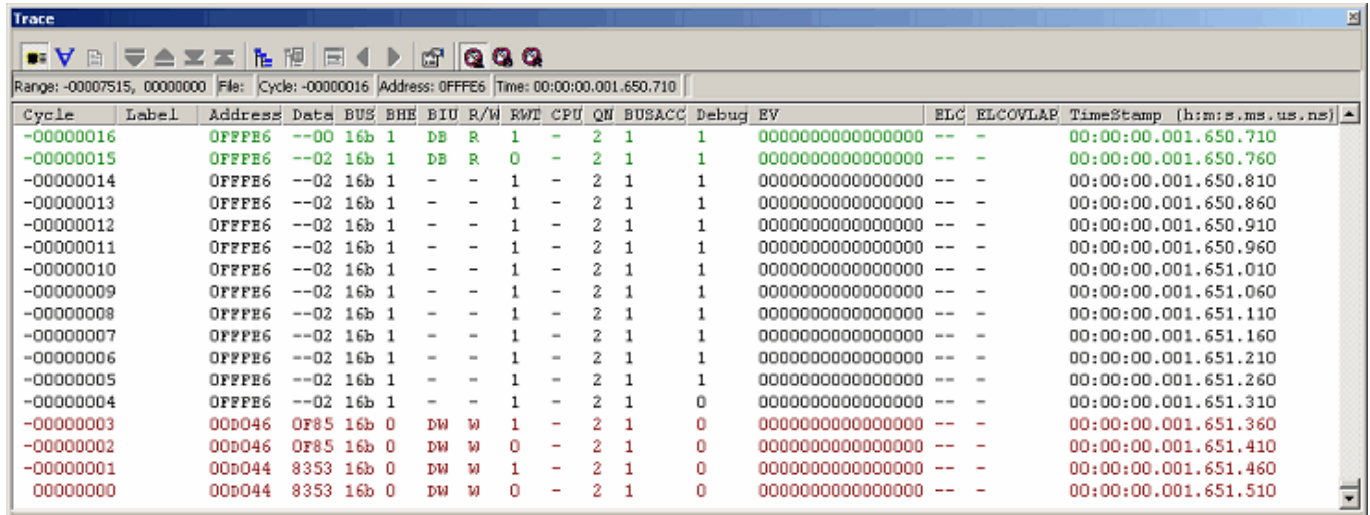 Trace
Range: -00007515, 00000000 File: Cycle: -00000016 Address: 0FFFE6 Time: 00:00:00.001.650.710
Cycle Label Address Data BUS BHE BIU R/W RWT CPU QN BUSACC Debug EV ELC ELCOVLAP TimeStamp (h:m:s.ms.us.ns)
-00000016 0FFFE6 --00 16b 1 DB R 1 - 2 1 1 0000000000000000 -- - 00:00:00.001.650.710
-00000015 0FFFE6 --02 16b 1 DB R 0 - 2 1 1 0000000000000000 -- - 00:00:00.001.650.760
-00000014 0FFFE6 --02 16b 1 - - 1 - 2 1 1 0000000000000000 -- - 00:00:00.001.650.810
-00000013 0FFFE6 --02 16b 1 - - 1 - 2 1 1 0000000000000000 -- - 00:00:00.001.650.860
-00000012 0FFFE6 --02 16b 1 - - 1 - 2 1 1 0000000000000000 -- - 00:00:00.001.650.910
-00000011 0FFFE6 --02 16b 1 - - 1 - 2 1 1 0000000000000000 -- - 00:00:00.001.650.960
-00000010 0FFFE6 --02 16b 1 - - 1 - 2 1 1 0000000000000000 -- - 00:00:00.001.651.010
-00000009 0FFFE6 --02 16b 1 - - 1 - 2 1 1 0000000000000000 -- - 00:00:00.001.651.060
-00000008 0FFFE6 --02 16b 1 - - 1 - 2 1 1 0000000000000000 -- - 00:00:00.001.651.110
-00000007 0FFFE6 --02 16b 1 - - 1 - 2 1 1 0000000000000000 -- - 00:00:00.001.651.160
-00000006 0FFFE6 --02 16b 1 - - 1 - 2 1 1 0000000000000000 -- - 00:00:00.001.651.210
-00000005 0FFFE6 --02 16b 1 - - 1 - 2 1 1 0000000000000000 -- - 00:00:00.001.651.260
-00000004 0FFFE6 --02 16b 1 - - 1 - 2 1 0 0000000000000000 -- - 00:00:00.001.651.310
-00000003 00D046 0F85 16b 0 DW W 1 - 2 1 0 0000000000000000 -- - 00:00:00.001.651.360
-00000002 00D046 0F85 16b 0 DW W 0 - 2 1 0 0000000000000000 -- - 00:00:00.001.651.410
-00000001 00D044 8353 16b 0 DW W 1 - 2 1 0 0000000000000000 -- - 00:00:00.001.651.460
00000000 00D044 8353 16b 0 DW W 0 - 2 1 0 0000000000000000 -- - 00:00:00.001.651.510